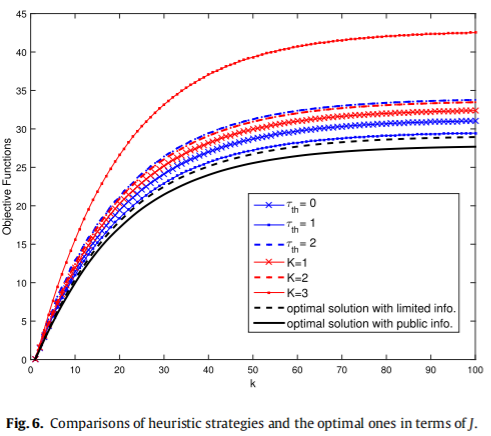 45
40
35
30
25
20
15
10
5
0
Objective Functions
τth = 0
τth = 1
τth = 2
K=1
K=2
K=3
optimal solution with limited info.
optimal solution with public info.
0 10 20 30 40 50 60 70 80 90 100
k
Fig. 6. Comparisons of heuristic strategies and the optimal ones in terms of J.